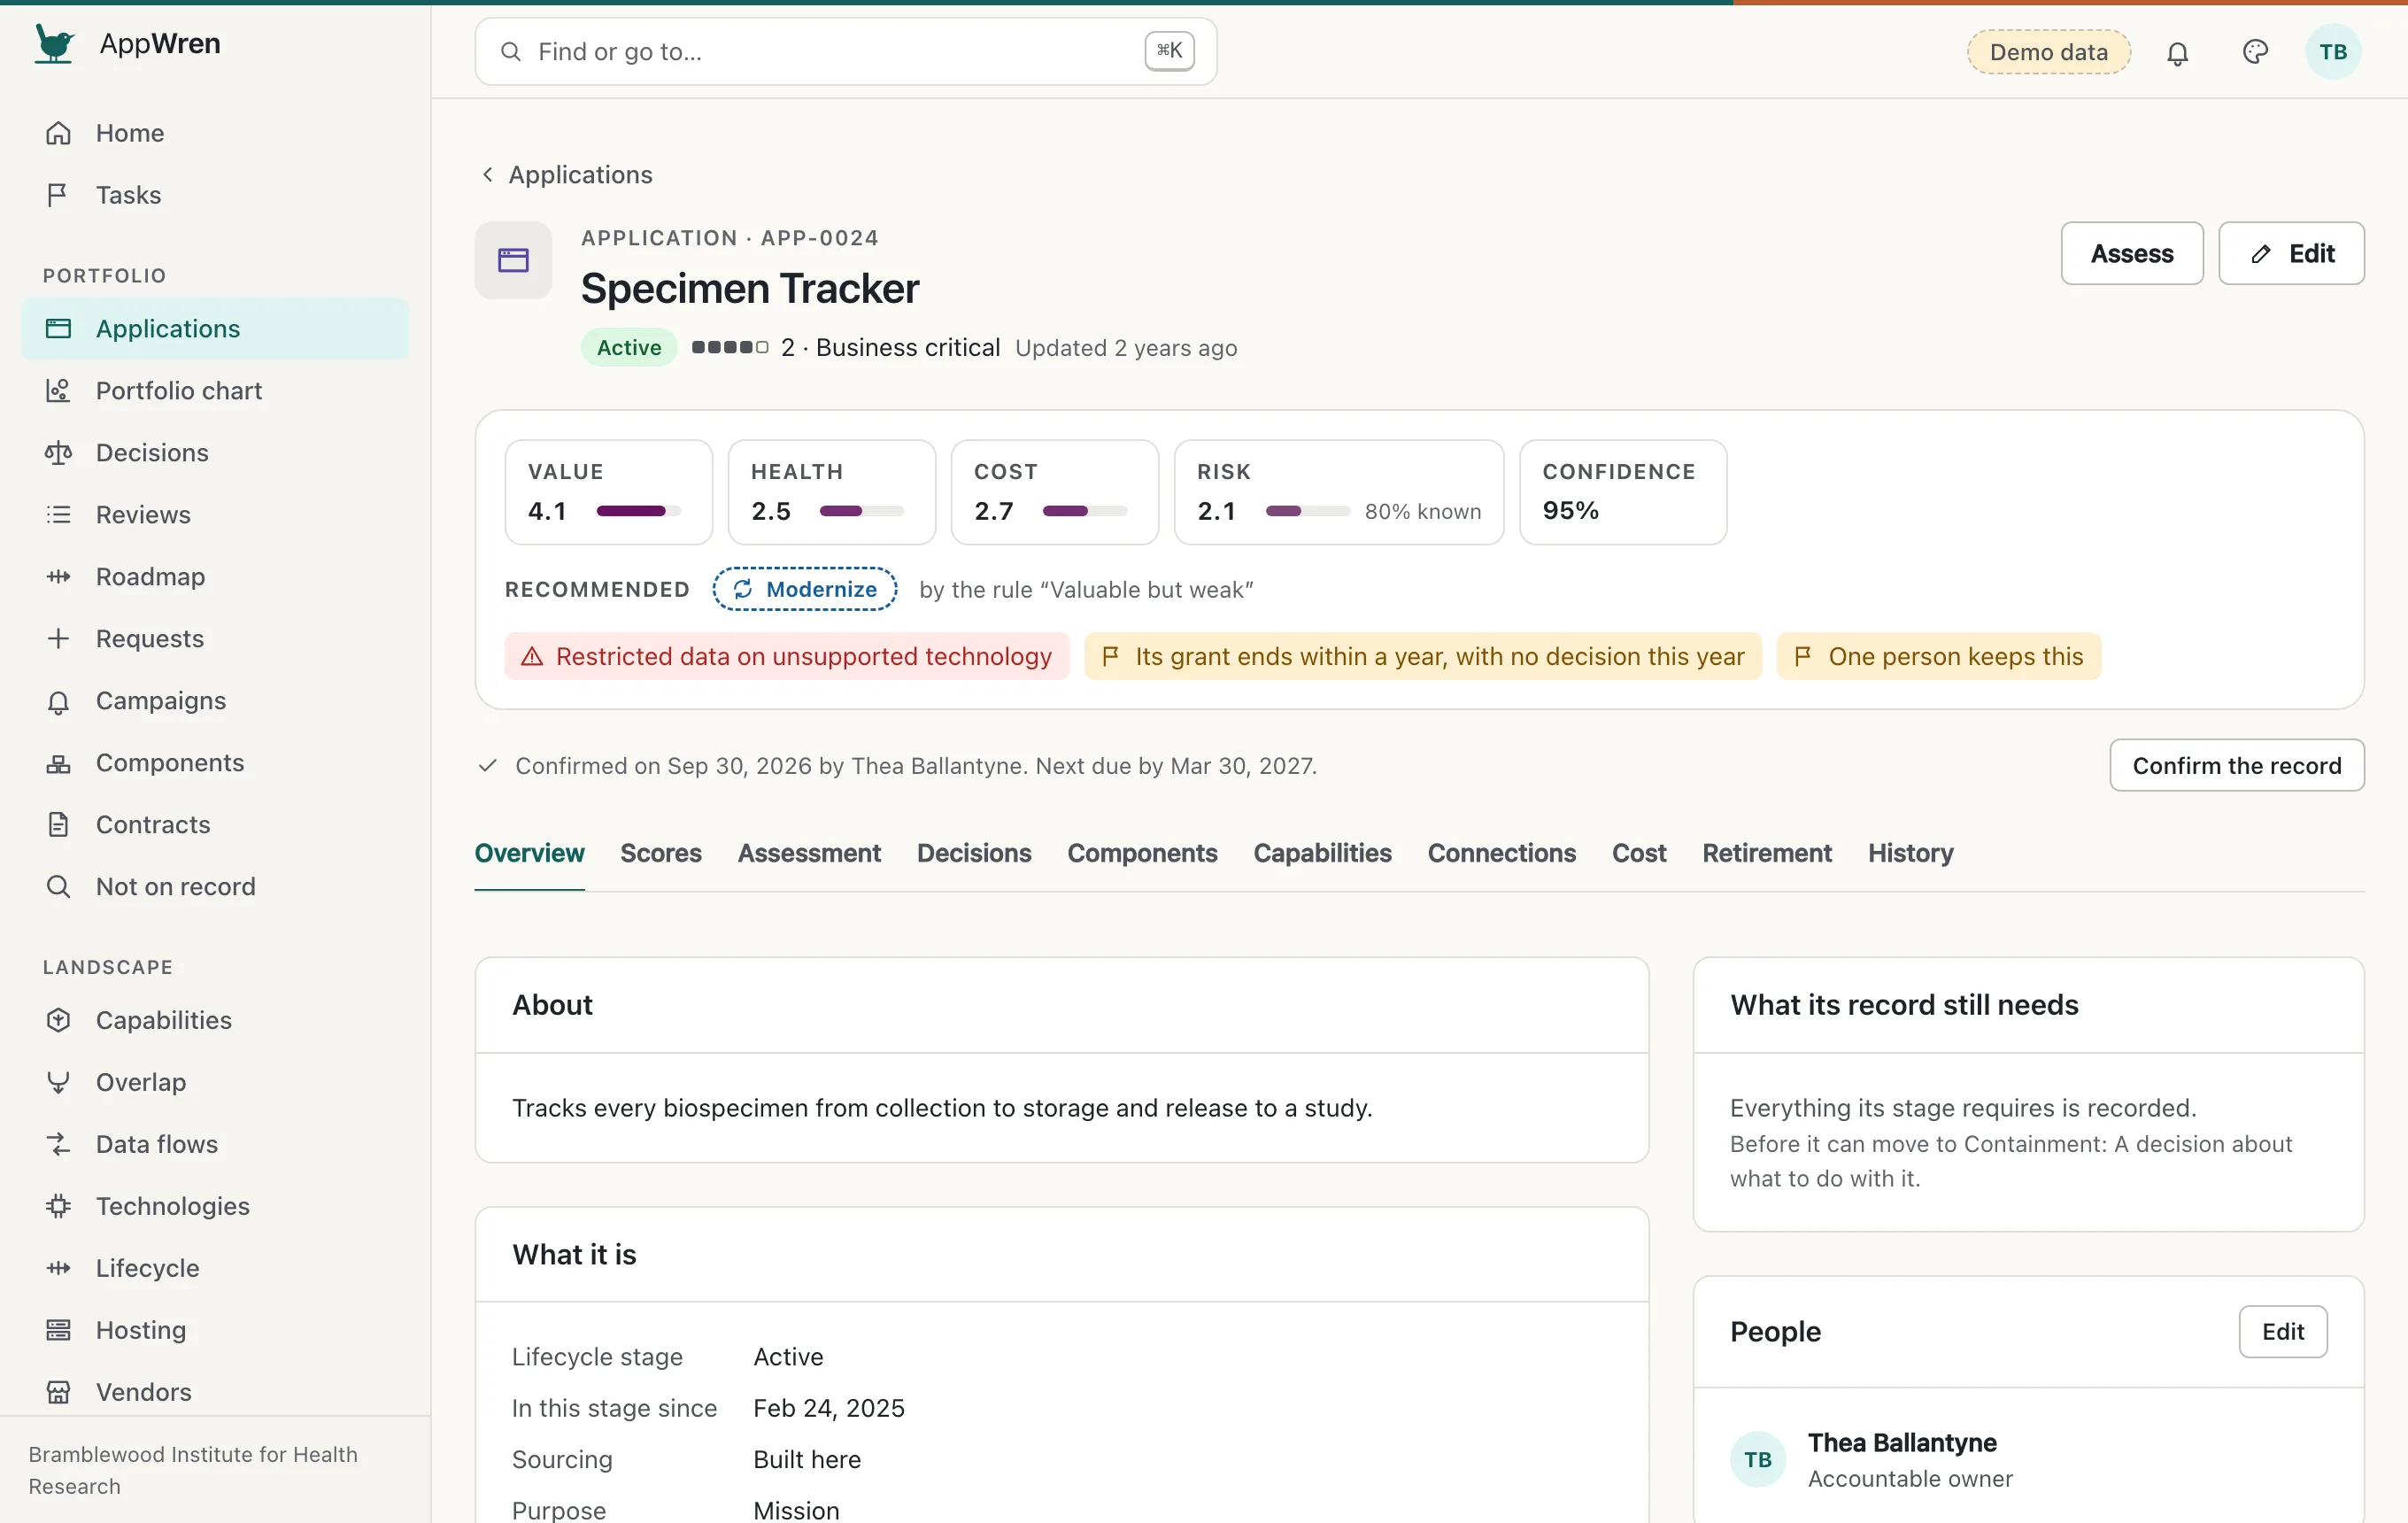 AppWren
Find or go to...
⌘K
Demo data
TB
Home
Tasks
PORTFOLIO
Applications
Portfolio chart
Decisions
Reviews
Roadmap
Requests
Campaigns
Components
Contracts
Not on record
LANDSCAPE
Capabilities
Overlap
Data flows
Technologies
Lifecycle
Hosting
Vendors
Bramblewood Institute for Health
Research
Applications
APPLICATION · APP-0024
Specimen Tracker
Assess
Edit
Active 2 · Business critical Updated 2 years ago
VALUE
4.1
HEALTH
2.5
COST
2.7
RISK
2.1 80% known
CONFIDENCE
95%
RECOMMENDED Modernize by the rule “Valuable but weak”
Restricted data on unsupported technology
Its grant ends within a year, with no decision this year
One person keeps this
Confirmed on Sep 30, 2026 by Thea Ballantyne. Next due by Mar 30, 2027.
Confirm the record
Overview Scores Assessment Decisions Components Capabilities Connections Cost Retirement History
About
Tracks every biospecimen from collection to storage and release to a study.
What it is
Lifecycle stage Active
In this stage since Feb 24, 2025
Sourcing Built here
Purpose Mission
What its record still needs
Everything its stage requires is recorded.
Before it can move to Containment: A decision about
what to do with it.
People
Edit
TB
Thea Ballantyne
Accountable owner